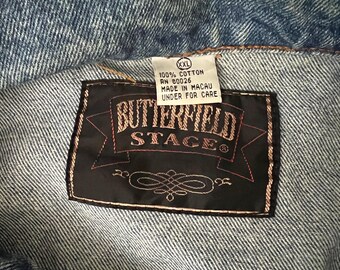 XXL
100% COTTON
RN 80026
MADE IN MACAU
UNDER FOR CARE
BUTTERFIELD
STAGE®